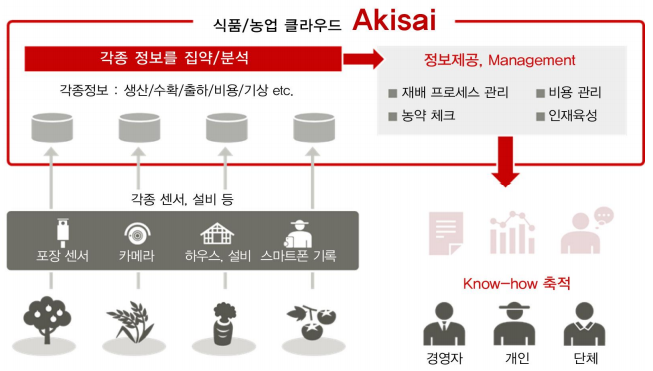 식품/농업 클라우드 Akisai
각종 정보를 집약/분석
각종정보 : 생산/수확/출하/비용/기상 etc.
정보제공, Management
■ 재배 프로세스 관리
■ 비용 관리
■ 농약 체크
■ 인재육성
각종 센서, 설비 등
포장 센서
카메라
하우스, 설비
스마트폰 기록
Know-how 축적
경영자
개인
단체